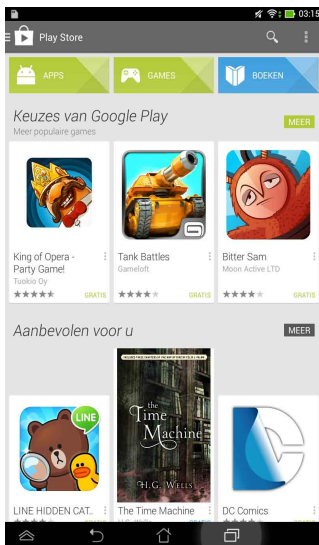 03:15
Play Store
APPS
GAMES
BOEKEN
Keuzes van Google Play
MEER
Meer populaire games
King of Opera -
Party Game!
Tuokio Oy
GRATIS
Tank Battles
Gameloft
GRATIS
Bitter Sam
Moon Active LTD
GRATIS
Aanbevolen voor u
MEER
LINE
the
Time
Machine
H.G. WELLS
LINE HIDDEN CAT..
The Time Machine
H.G. Wells
DC Comics